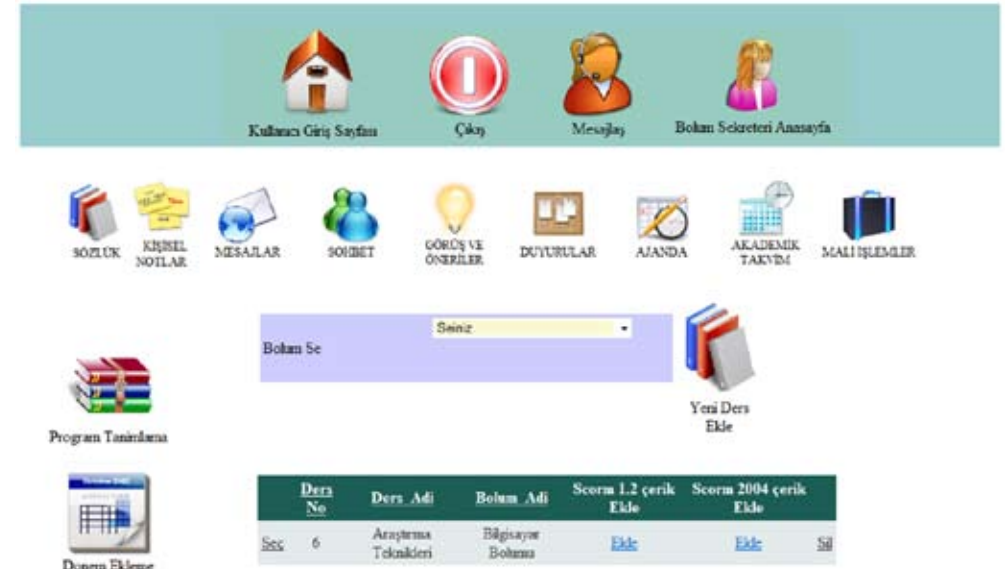 Kullanıcı Giriş Sayfası
Çıkış
Mesajlaş
Bolum Sekreteri Anasayfa
SÖZLÜK
KİŞİSEL
NOTLAR
MESAJLAR
SOHBET
GÖRÜŞ VE
ÖNERİLER
DUYURULAR
AJANDA
AKADEMİK
TAKVİM
MALİ İŞLEMLER
Bolum Se
Seiniz
Yeni Ders
Ekle
Program Tanimlama
Donem Ekleme
Ders
No
Ders Adi
Bolum Adi
Scorm 1.2 çerik
Ekle
Scorm 2004 çerik
Ekle
Seç 6
Araştırma
Teknikleri
Bilgisayar
Bolumu
Ekle
Ekle
Sil